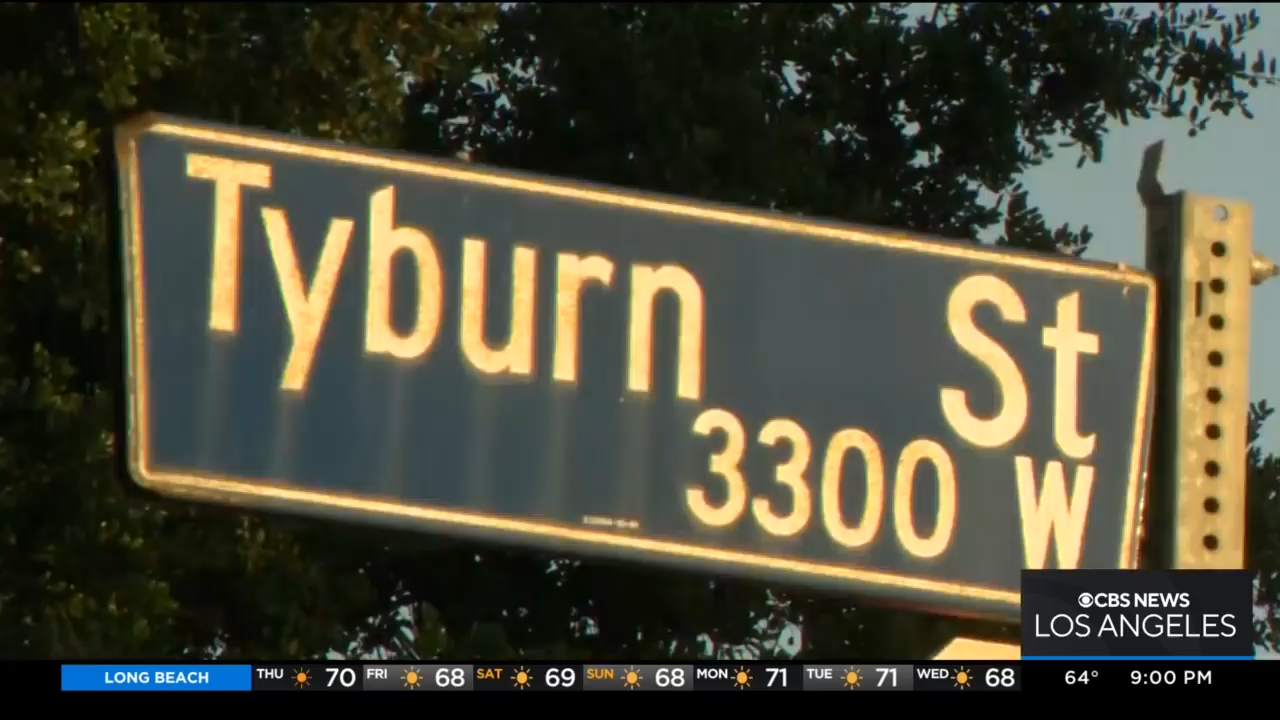 Tyburn St
3300 W
CBS NEWS
LOS ANGELES
LONG BEACH THU 70 FRI 68 SAT 69 SUN 68 MON 71 TUE 71 WED 68 64° 9:00 PM